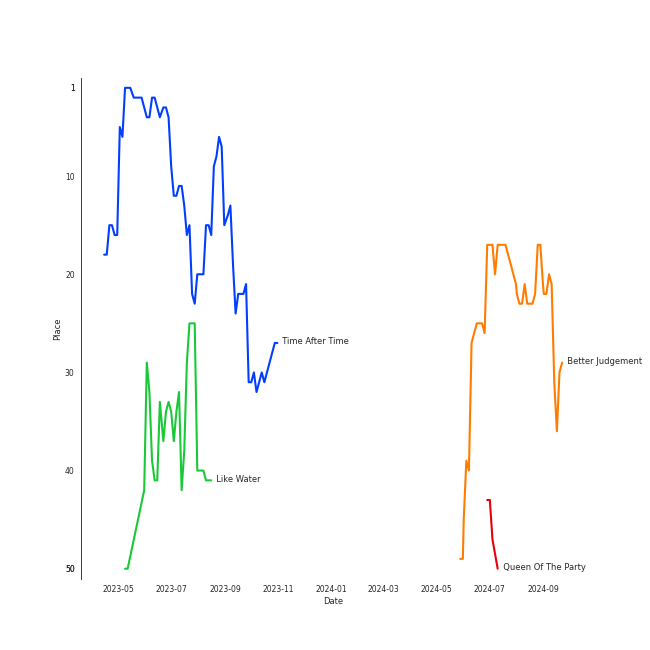 1
10
20
30
40
50
Place
Time After Time
Like Water
Better Judgement
Queen Of The Party
2023-05 2023-07 2023-09 2023-11 2024-01 2024-03 2024-05 2024-07 2024-09
Date